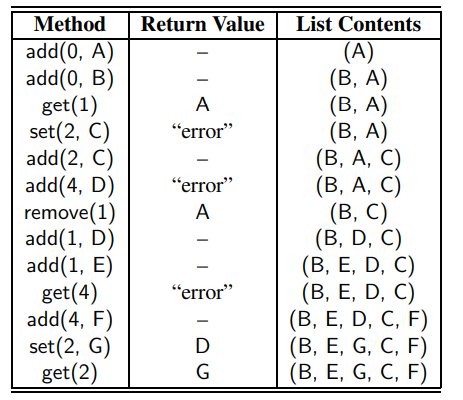 Method Return Value List Contents
add(0, A) – (A)
add(0, B) – (B, A)
get(1) A (B, A)
set(2, C) “error” (B, A)
add(2, C) – (B, A, C)
add(4, D) “error” (B, A, C)
remove(1) A (B, C)
add(1, D) – (B, D, C)
add(1, E) – (B, E, D, C)
get(4) “error” (B, E, D, C)
add(4, F) – (B, E, D, C, F)
set(2, G) D (B, E, G, C, F)
get(2) G (B, E, G, C, F)